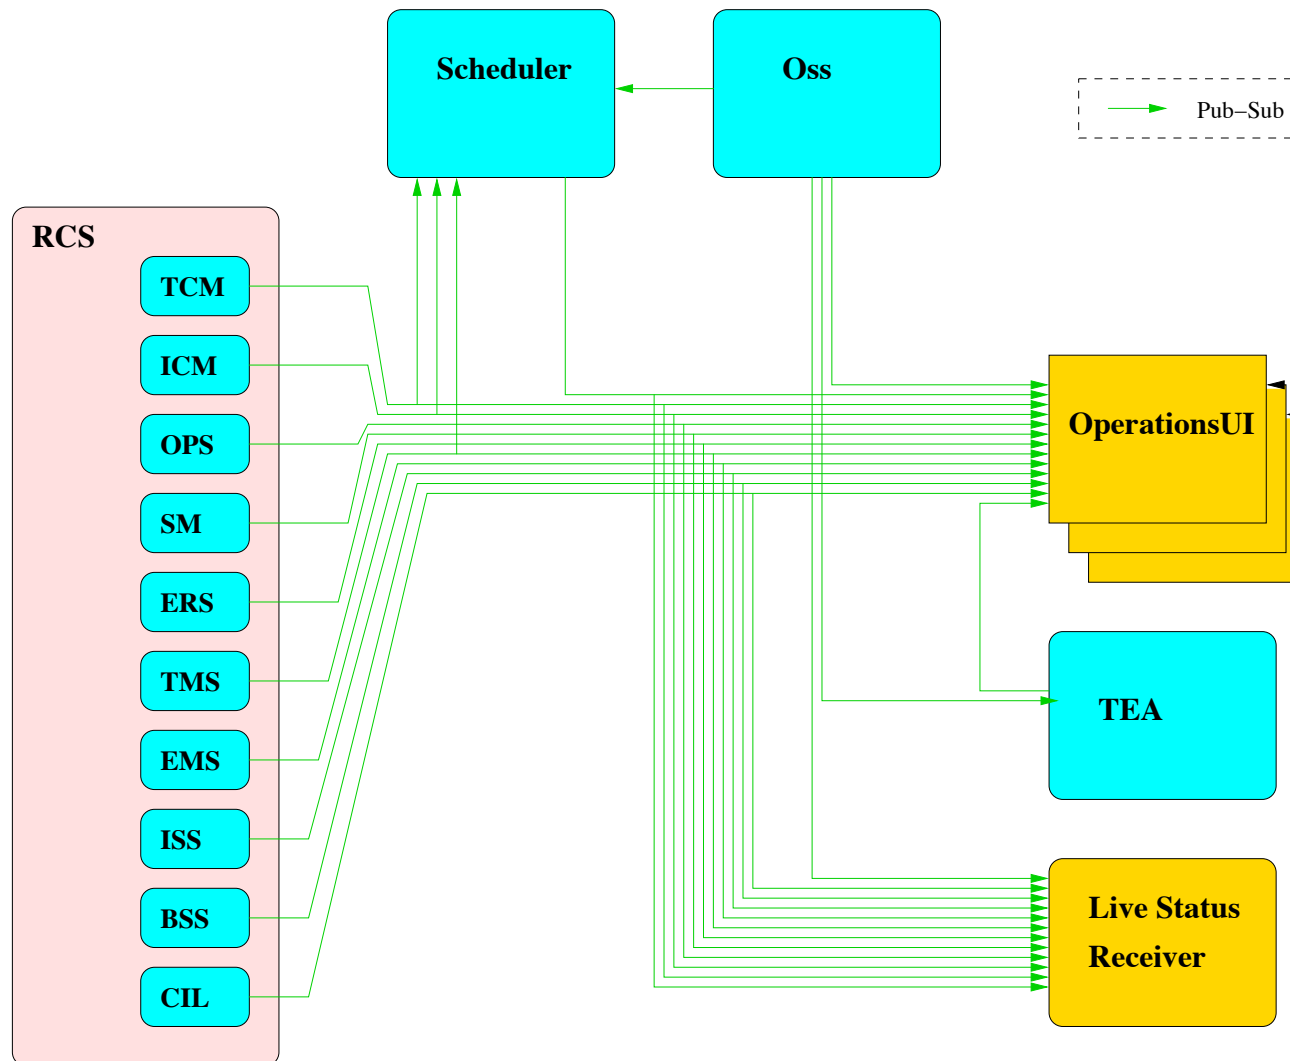 Scheduler
Oss
Pub–Sub
RCS
TCM
ICM
OPS
SM
ERS
TMS
EMS
ISS
BSS
CIL
OperationsUI
TEA
Live Status
Receiver